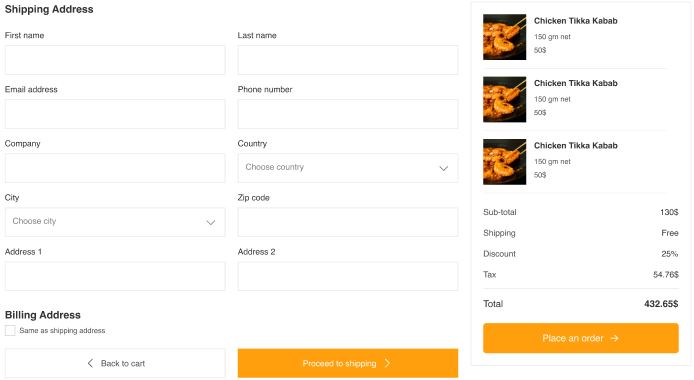 Shipping Address
First name
Last name
Email address
Phone number
Company
Country
Choose country
City
Zip code
Choose city
Address 1
Address 2
Billing Address
Same as shipping address
Back to cart
Proceed to shipping
Chicken Tikka Kabab
150 gm net
50$
Chicken Tikka Kabab
150 gm net
50$
Chicken Tikka Kabab
150 gm net
50$
Sub-total 130$
Shipping Free
Discount 25%
Tax 54.76$
Total 432.65$
Place an order